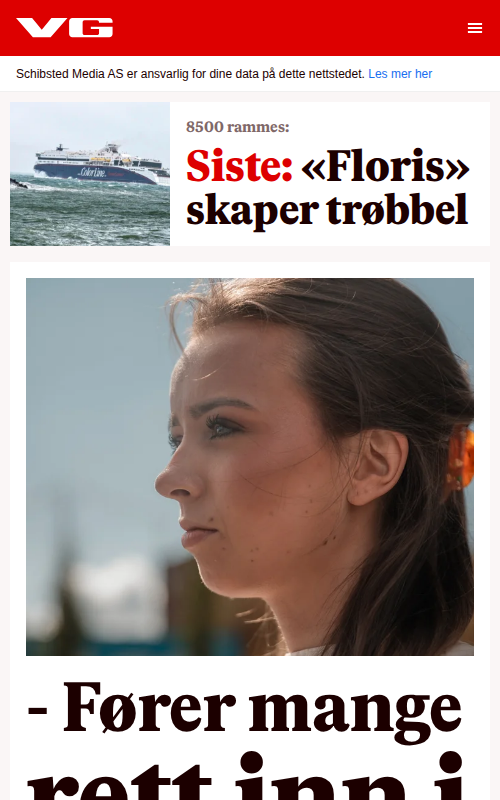 VG
Schibsted Media AS er ansvarlig for dine data på dette nettstedet. Les mer her
Color Line
8500 rammes:
Siste: «Floris»
skaper trøbbel
- Fører mange
rett inn i